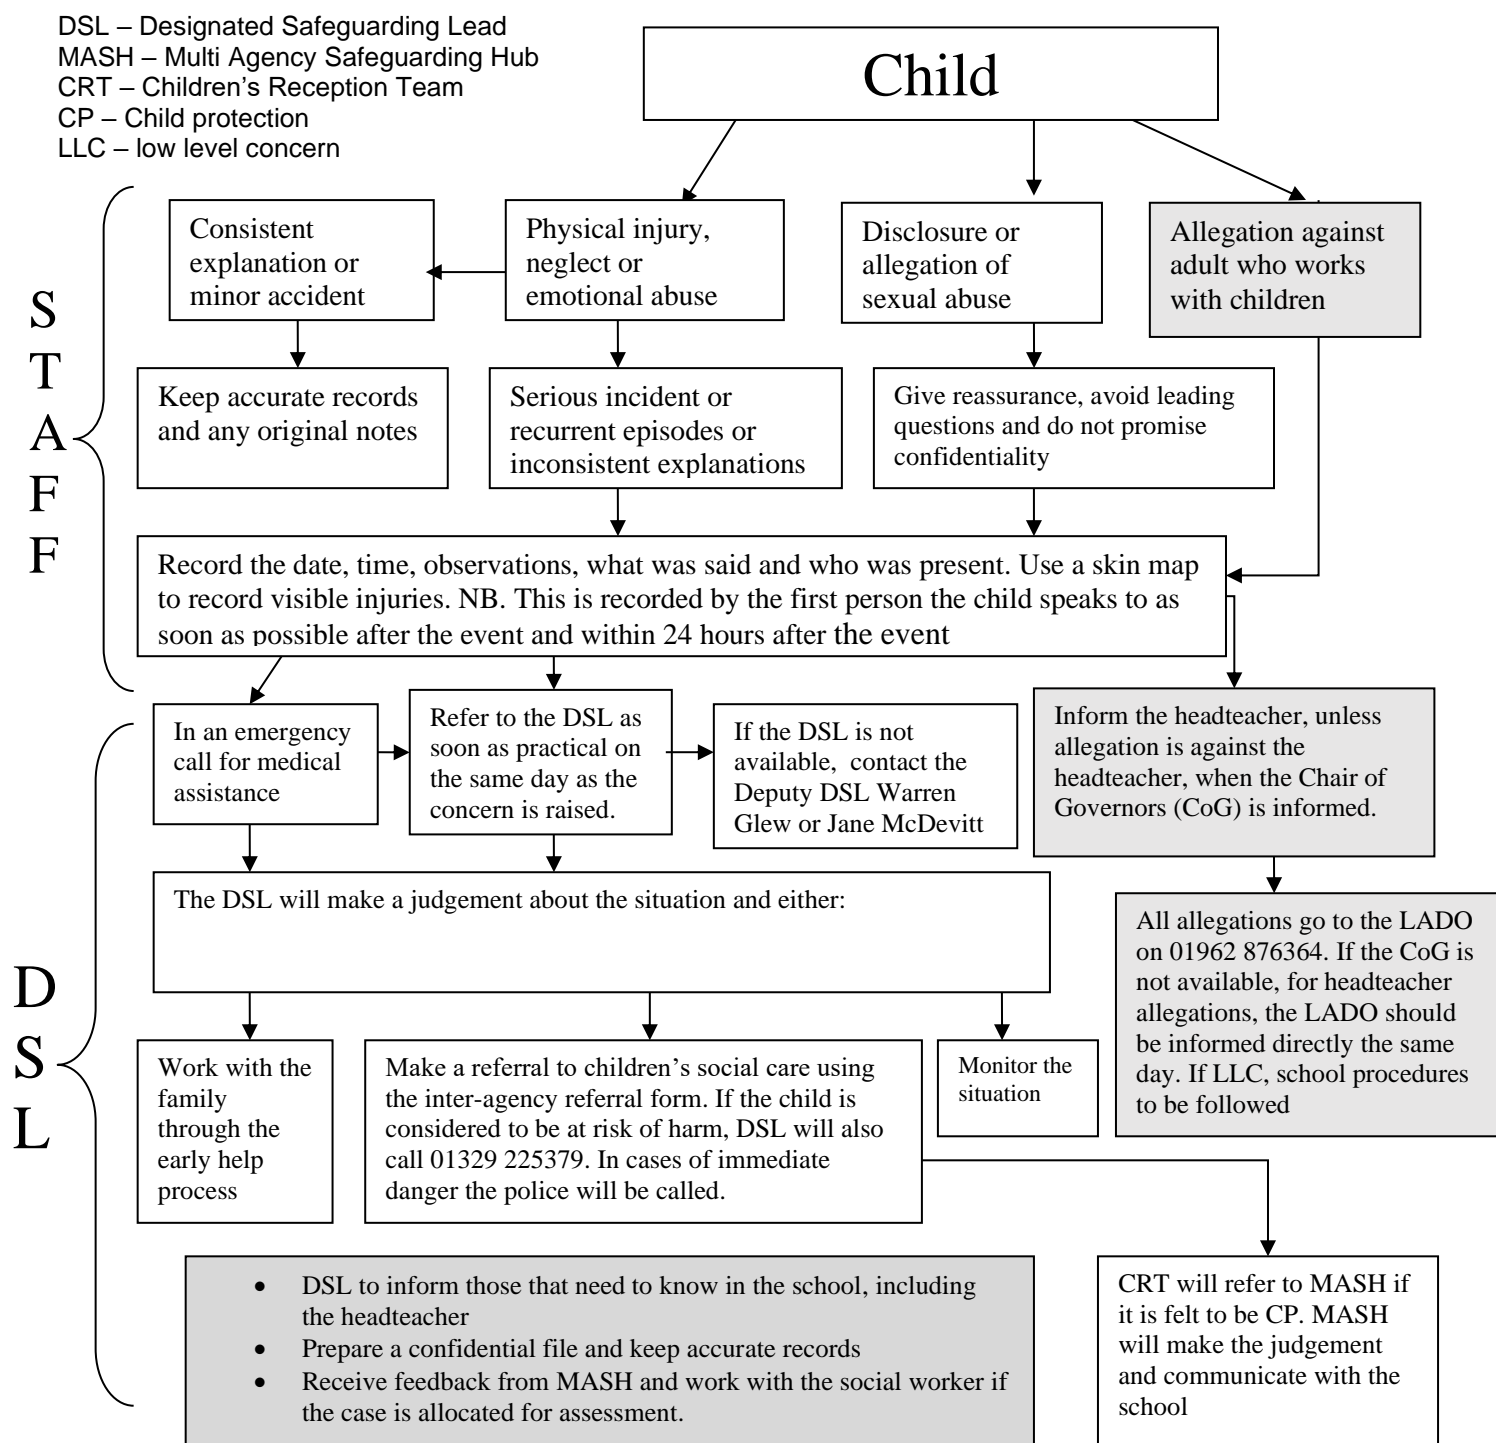 DSL – Designated Safeguarding Lead
MASH – Multi Agency Safeguarding Hub
CRT – Children's Reception Team
CP – Child protection
LLC – low level concern
Child
S
T
A
F
F
Consistent
explanation or
minor accident
Physical injury,
neglect or
emotional abuse
Disclosure or
allegation of
sexual abuse
Allegation against
adult who works
with children
Keep accurate records
and any original notes
Serious incident or
recurrent episodes or
inconsistent explanations
Give reassurance, avoid leading
questions and do not promise
confidentiality
Record the date, time, observations, what was said and who was present. Use a skin map
to record visible injuries. NB. This is recorded by the first person the child speaks to as
soon as possible after the event and within 24 hours after the event
D
S
L
In an emergency
call for medical
assistance
Refer to the DSL as
soon as practical on
the same day as the
concern is raised.
If the DSL is not
available, contact the
Deputy DSL Warren
Glew or Jane McDevitt
Inform the headteacher, unless
allegation is against the
headteacher, when the Chair of
Governors (CoG) is informed.
The DSL will make a judgement about the situation and either:
All allegations go to the LADO
on 01962 876364. If the CoG is
not available, for headteacher
allegations, the LADO should
be informed directly the same
day. If LLC, school procedures
to be followed
Work with the
family
through the
early help
process
Make a referral to children's social care using
the inter-agency referral form. If the child is
considered to be at risk of harm, DSL will also
call 01329 225379. In cases of immediate
danger the police will be called.
Monitor the
situation
• DSL to inform those that need to know in the school, including
the headteacher
• Prepare a confidential file and keep accurate records
• Receive feedback from MASH and work with the social worker if
the case is allocated for assessment.
CRT will refer to MASH if
it is felt to be CP. MASH
will make the judgement
and communicate with the
school